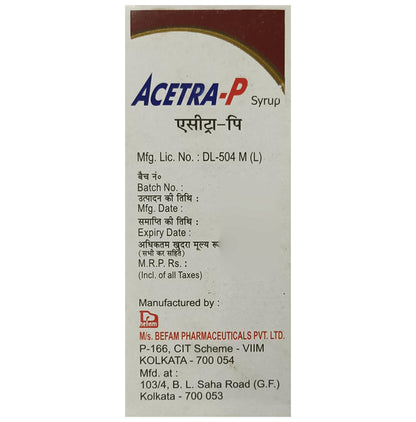 ACETRA-P Syrup
एसीट्रा-पि
Mfg. Lic. No. : DL-504 M (L)
बैच नं०
Batch No. :
उत्पादन की तिथि :
Mfg. Date :
समाप्ति की तिथि :
Expiry Date :
अधिकतम खुदरा मूल्य रू
(सभी कर सहित)
M.R.P. Rs. :
(Incl. of all Taxes)
Manufactured by :
Befam
M/s. BEFAM PHARMACEUTICALS PVT. LTD.
P-166, CIT Scheme - VIIM
KOLKATA - 700 054
Mfd. at :
103/4, B. L. Saha Road (G.F.)
Kolkata - 700 053